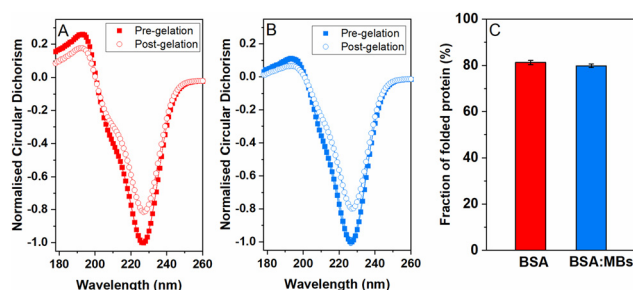 A
Pre-gelation
Post-gelation
Normalised Circular Dichorism
0.2
0.0
-0.2
-0.4
-0.6
-0.8
-1.0
180 200 220 240 260
Wavelength (nm)
B
Pre-gelation
Post-gelation
Normalised Circular Dichorism
0.2
0.0
-0.2
-0.4
-0.6
-0.8
-1.0
180 200 220 240 260
Wavelength (nm)
C
Fraction of folded protein (%)
100
80
60
40
20
0
BSA BSA:MBs